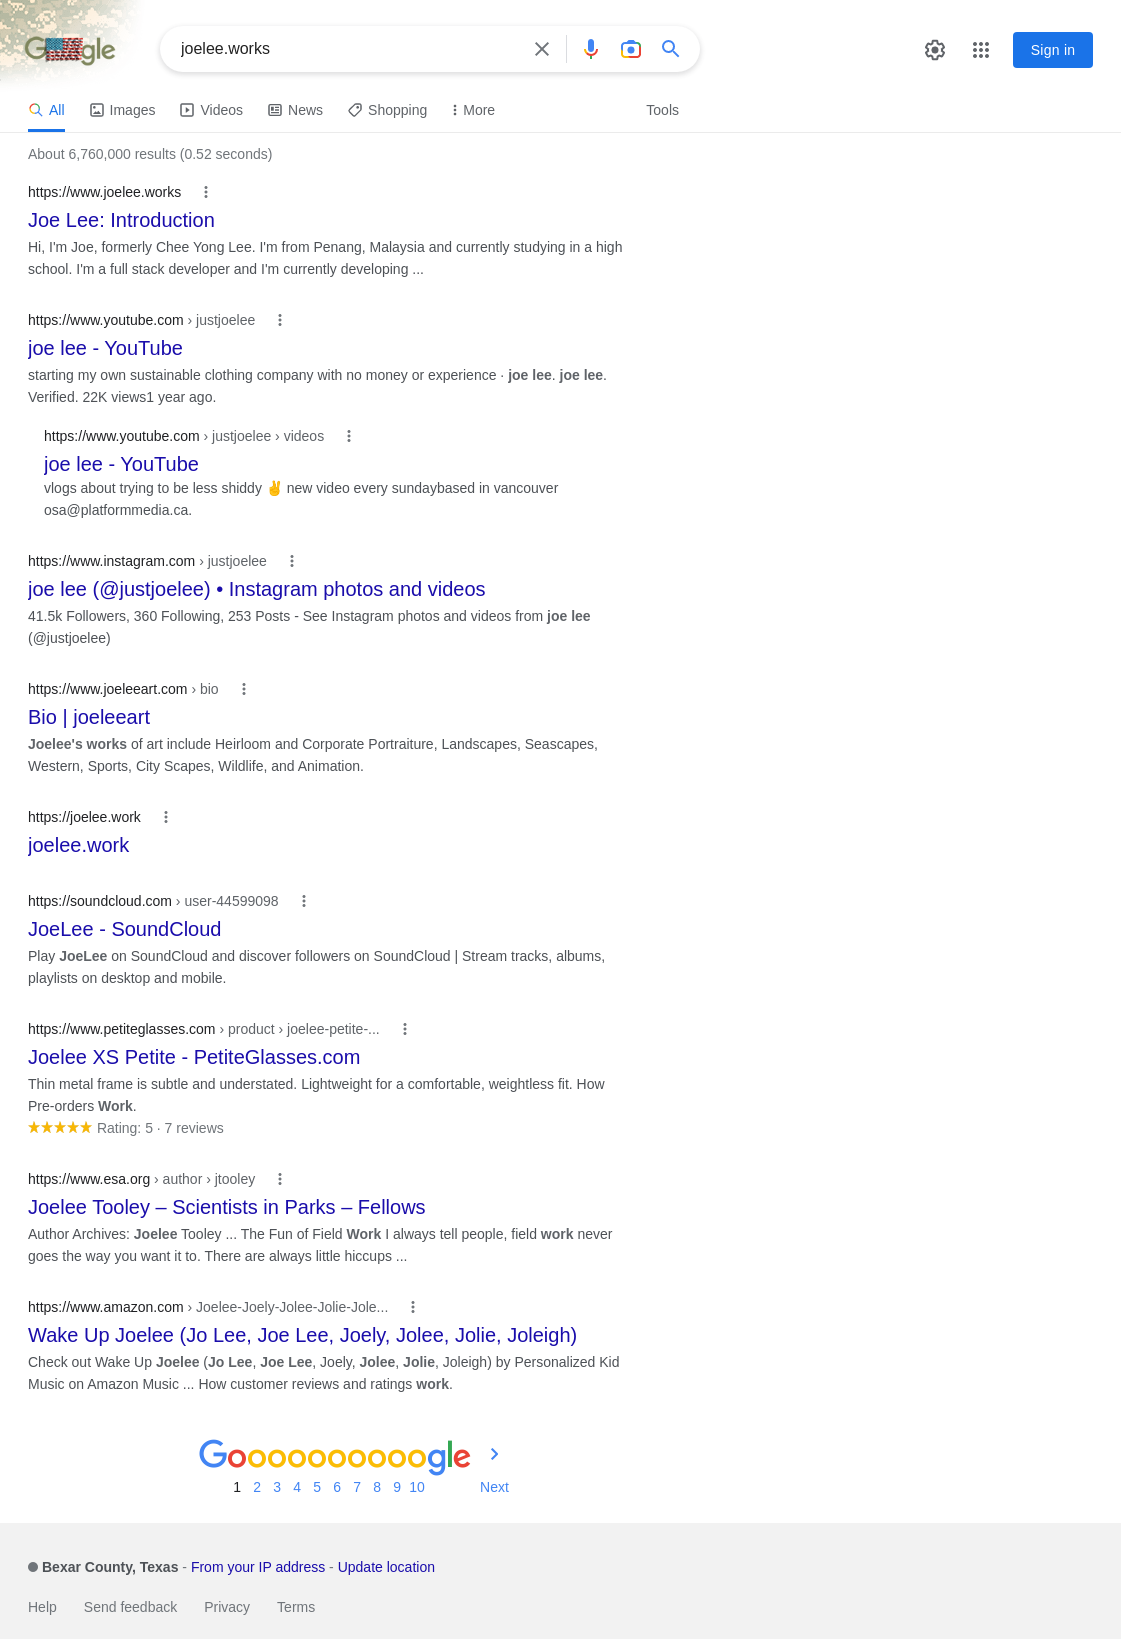 Google
joelee.works
Sign in
All Images Videos News Shopping More Tools
About 6,760,000 results (0.52 seconds)
https://www.joelee.works
Joe Lee: Introduction
Hi, I'm Joe, formerly Chee Yong Lee. I'm from Penang, Malaysia and currently studying in a high
school. I'm a full stack developer and I'm currently developing ...
https://www.youtube.com › justjoelee
joe lee - YouTube
starting my own sustainable clothing company with no money or experience · joe lee. joe lee.
Verified. 22K views1 year ago.
https://www.youtube.com › justjoelee › videos
joe lee - YouTube
vlogs about trying to be less shiddy ✌ new video every sundaybased in vancouver
osa@platformmedia.ca.
https://www.instagram.com › justjoelee
joe lee (@justjoelee) • Instagram photos and videos
41.5k Followers, 360 Following, 253 Posts - See Instagram photos and videos from joe lee
(@justjoelee)
https://www.joeleeart.com › bio
Bio | joeleeart
Joelee's works of art include Heirloom and Corporate Portraiture, Landscapes, Seascapes,
Western, Sports, City Scapes, Wildlife, and Animation.
https://joelee.work
joelee.work
https://soundcloud.com › user-44599098
JoeLee - SoundCloud
Play JoeLee on SoundCloud and discover followers on SoundCloud | Stream tracks, albums,
playlists on desktop and mobile.
https://www.petiteglasses.com › product › joelee-petite-...
Joelee XS Petite - PetiteGlasses.com
Thin metal frame is subtle and understated. Lightweight for a comfortable, weightless fit. How
Pre-orders Work.
★★★★★ Rating: 5 · 7 reviews
https://www.esa.org › author › jtooley
Joelee Tooley – Scientists in Parks – Fellows
Author Archives: Joelee Tooley ... The Fun of Field Work I always tell people, field work never
goes the way you want it to. There are always little hiccups ...
https://www.amazon.com › Joelee-Joely-Jolee-Jolie-Jole...
Wake Up Joelee (Jo Lee, Joe Lee, Joely, Jolee, Jolie, Joleigh)
Check out Wake Up Joelee (Jo Lee, Joe Lee, Joely, Jolee, Jolie, Joleigh) by Personalized Kid
Music on Amazon Music ... How customer reviews and ratings work.
Goooooooooogle
1 2 3 4 5 6 7 8 9 10 Next
Bexar County, Texas - From your IP address - Update location
Help Send feedback Privacy Terms